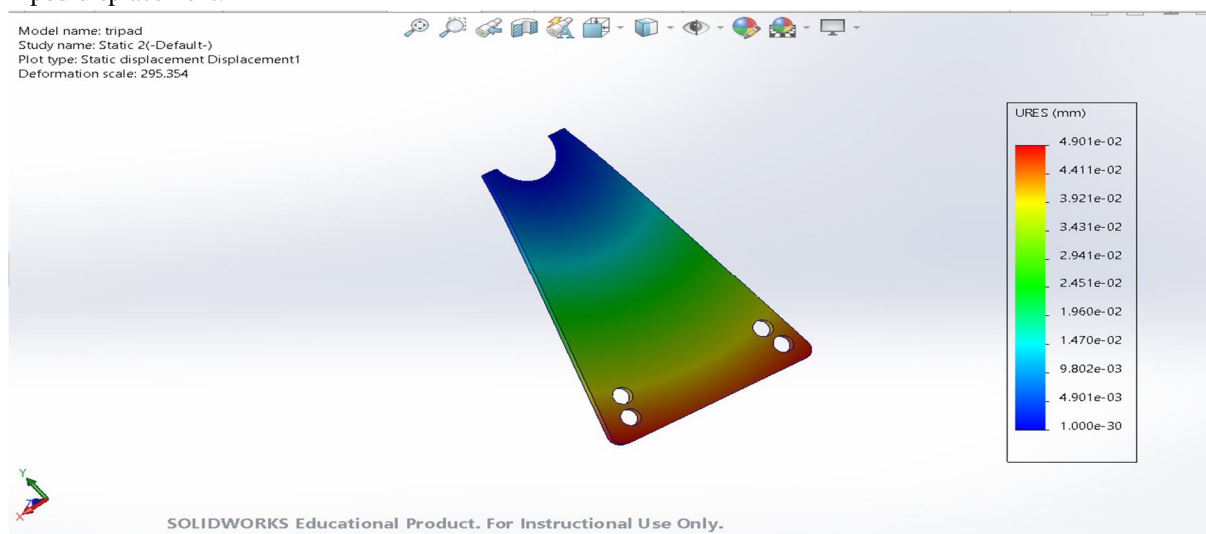 Model name: tripad
Study name: Static 2(-Default-)
Plot type: Static displacement Displacement1
Deformation scale: 295.354
URES (mm)
4.901e-02
4.411e-02
3.921e-02
3.431e-02
2.941e-02
2.451e-02
1.960e-02
1.470e-02
9.802e-03
4.901e-03
1.000e-30
Y
Z
X
SOLIDWORKS Educational Product. For Instructional Use Only.